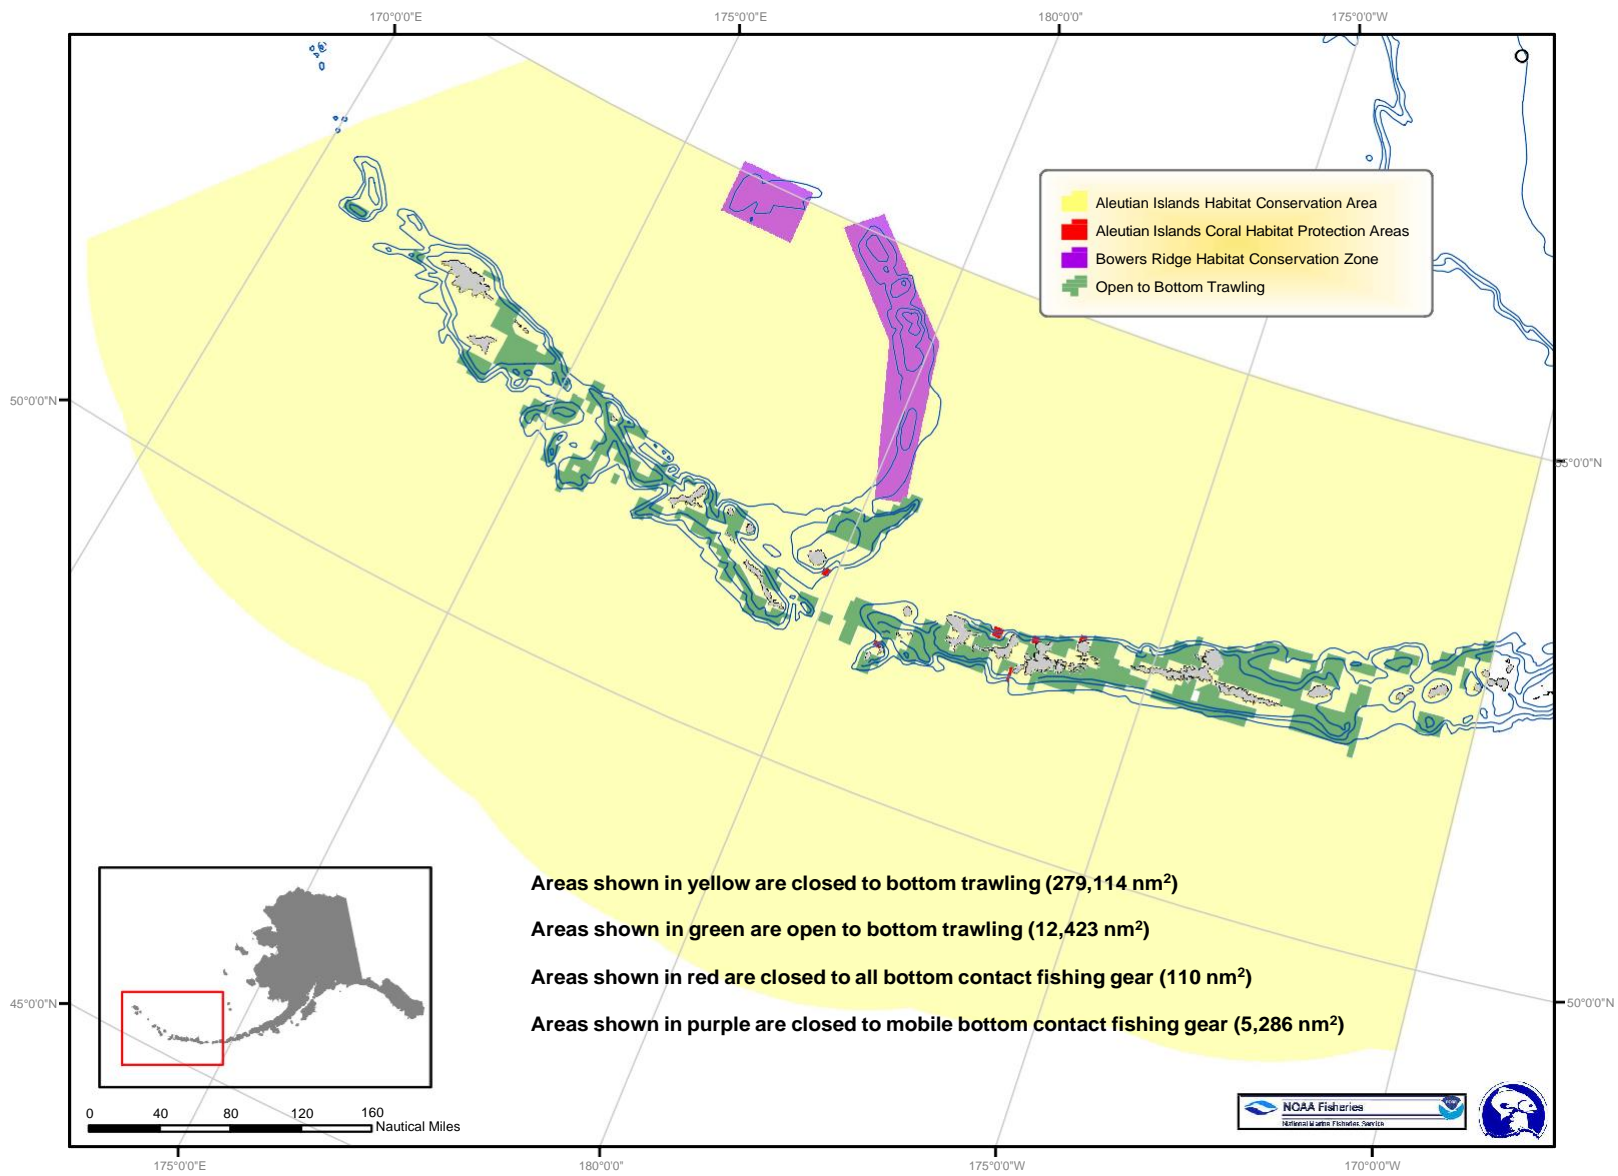 170°0'0"E
175°0'0"E
180°0'0"
175°0'0"W
Aleutian Islands Habitat Conservation Area
Aleutian Islands Coral Habitat Protection Areas
Bowers Ridge Habitat Conservation Zone
Open to Bottom Trawling
50°0'0"N
55°0'0"N
Areas shown in yellow are closed to bottom trawling (279,114 nm²)
Areas shown in green are open to bottom trawling (12,423 nm²)
Areas shown in red are closed to all bottom contact fishing gear (110 nm²)
Areas shown in purple are closed to mobile bottom contact fishing gear (5,286 nm²)
45°0'0"N
50°0'0"N
0 40 80 120 160
Nautical Miles
NOAA Fisheries
National Marine Fisheries Service
175°0'0"E
180°0'0"
175°0'0"W
170°0'0"W